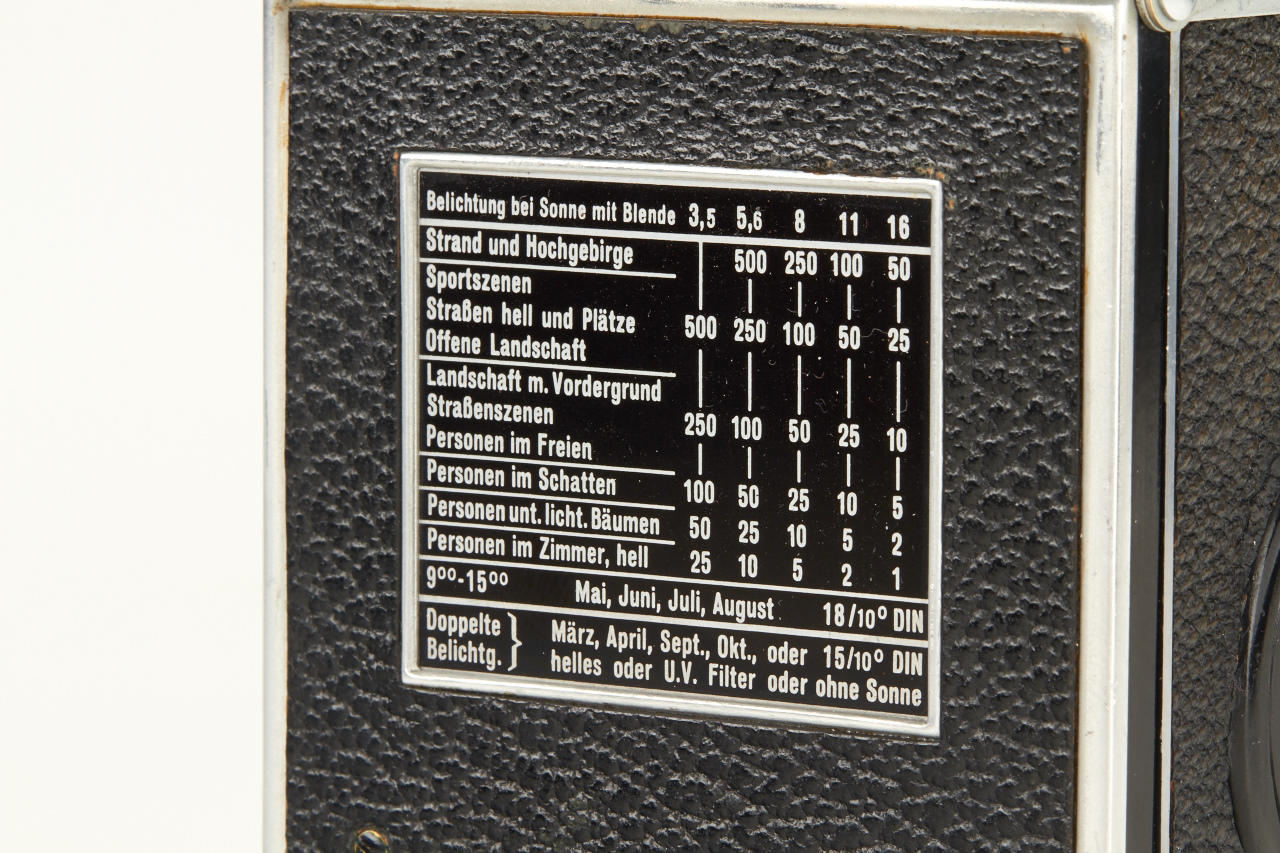 Belichtung bei Sonne mit Blende 3,5 5,6 8 11 16
Strand und Hochgebirge 500 250 100 50
Sportszenen
Straßen hell und Plätze 500 250 100 50 25
Offene Landschaft
Landschaft m. Vordergrund
Straßenszenen 250 100 50 25 10
Personen im Freien
Personen im Schatten 100 50 25 10 5
Personen unt. licht. Bäumen 50 25 10 5 2
Personen im Zimmer, hell 25 10 5 2 1
9⁰⁰-15⁰⁰ Mai, Juni, Juli, August 18/10° DIN
Doppelte } März, April, Sept., Okt., oder 15/10° DIN
Belichtg. helles oder U.V. Filter oder ohne Sonne